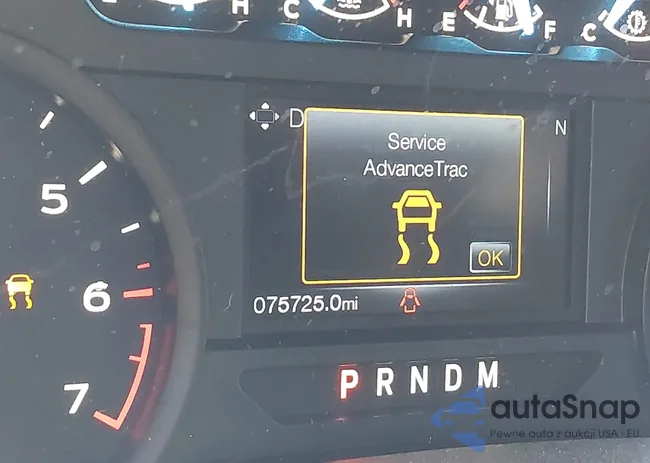 H C H E F C
D
N
Service
AdvanceTrac
OK
5
6
7
075725.0mi
P R N D M
autaSnap
Pewne auta z aukcji USA i EU